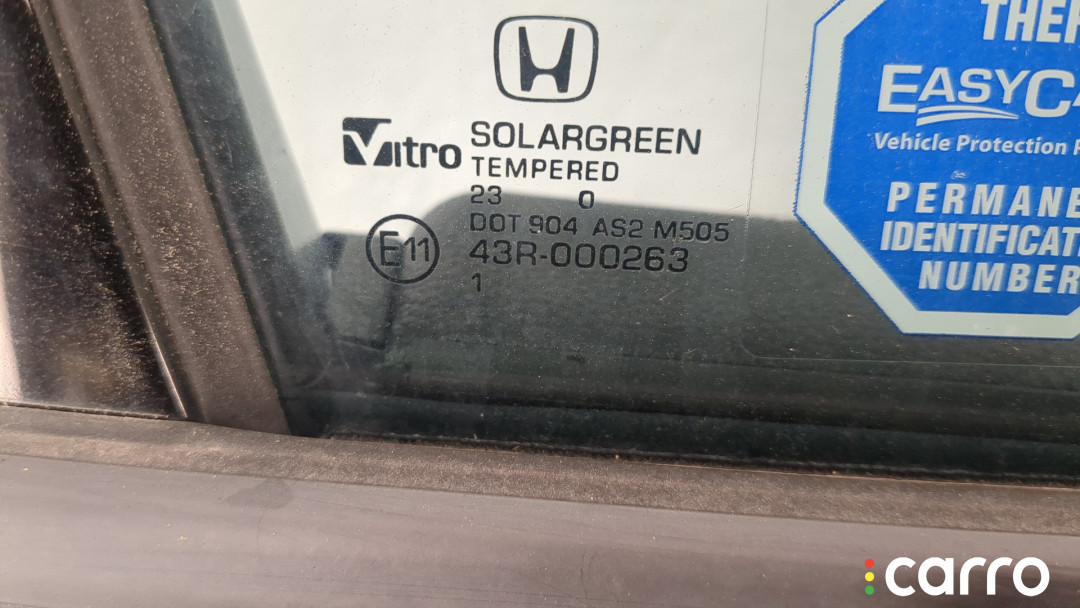 Vitro
SOLARGREEN
TEMPERED
23 0
DOT 904 AS2 M505
E11
43R-000263
1
EASYC
Vehicle Protection
PERMANE
IDENTIFICAT
NUMBER
carro